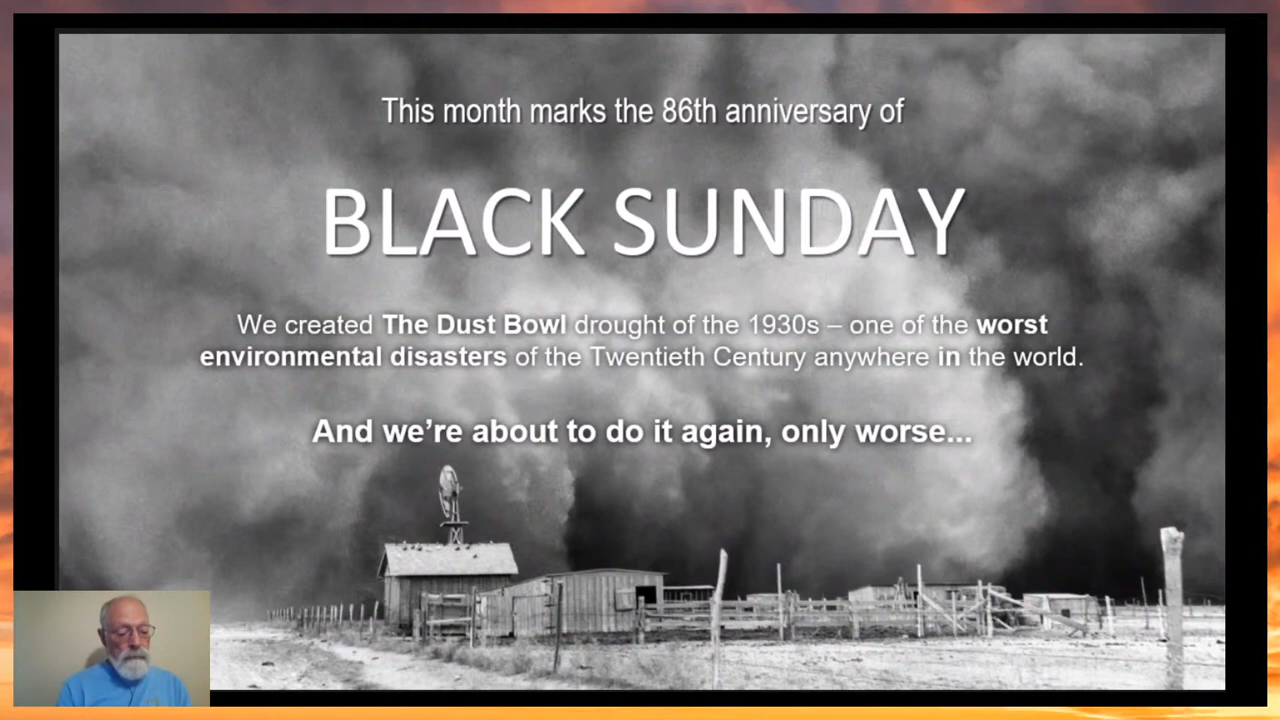 This month marks the 86th anniversary of
BLACK SUNDAY
We created The Dust Bowl drought of the 1930s – one of the worst
environmental disasters of the Twentieth Century anywhere in the world.
And we’re about to do it again, only worse...